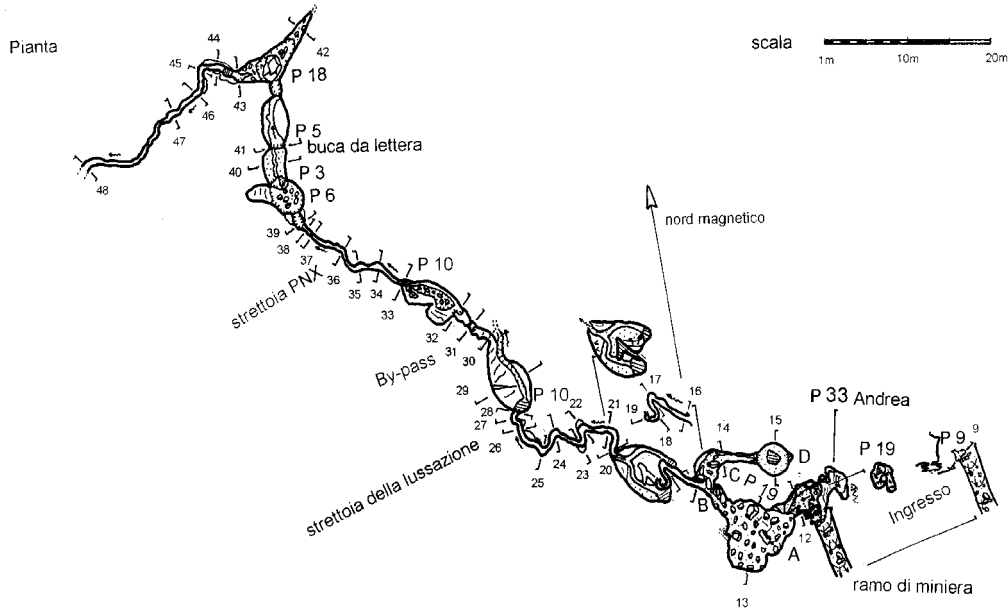 Pianta
scala
1m 10m 20m
44
42
45
P 18
43
46
47
P 5
41
buca da lettera
40
48
P 3
P 6
nord magnetico
39
38
37
36
35 34
P 10
strettoia PNX
33
32
31
30
By-pass
29
28
P 10
27
26
25
24
23
22
21
20
strettoia della lussazione
17
16
19
18
14
15
P 33 Andrea
P 19
P 9
9
D
C
P 19
B
Ingresso
12
A
13
ramo di miniera